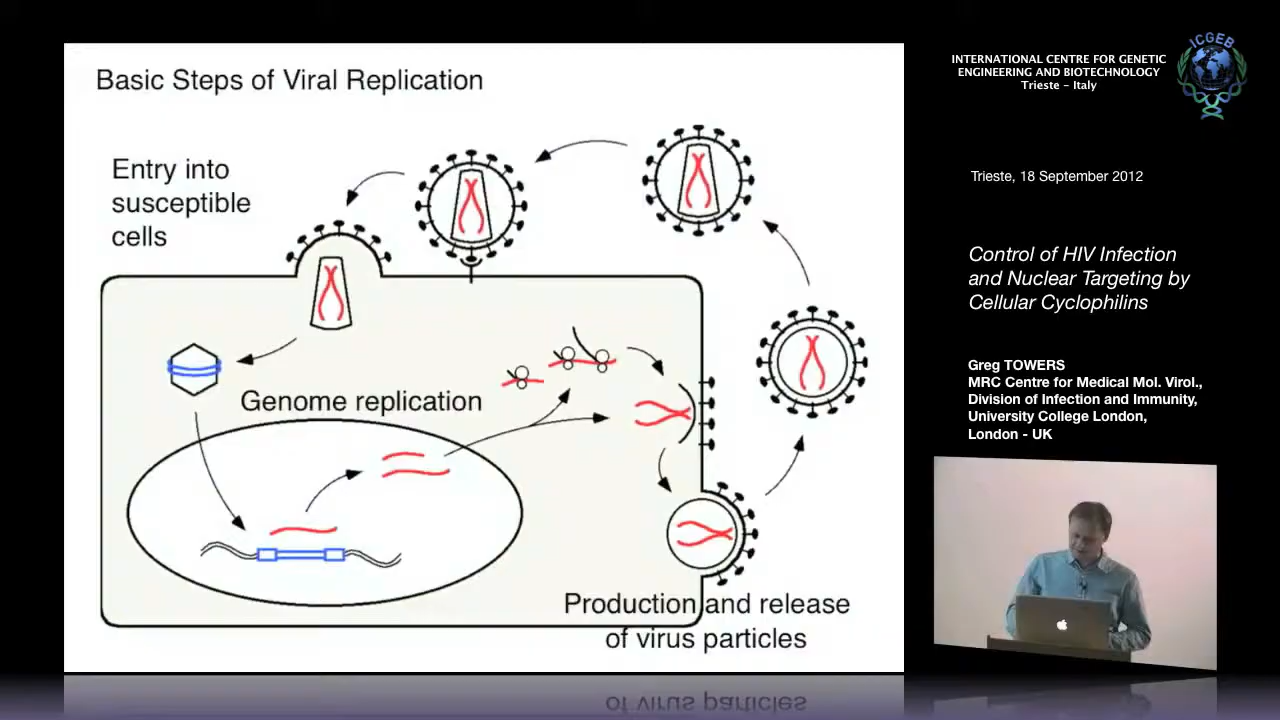 Basic Steps of Viral Replication
Entry into
susceptible
cells
Genome replication
Production and release
of virus particles
INTERNATIONAL CENTRE FOR GENETIC
ENGINEERING AND BIOTECHNOLOGY
Trieste – Italy
ICGEB
Trieste, 18 September 2012
Control of HIV Infection
and Nuclear Targeting by
Cellular Cyclophilins
Greg TOWERS
MRC Centre for Medical Mol. Virol.,
Division of Infection and Immunity,
University College London,
London - UK
of virus particles